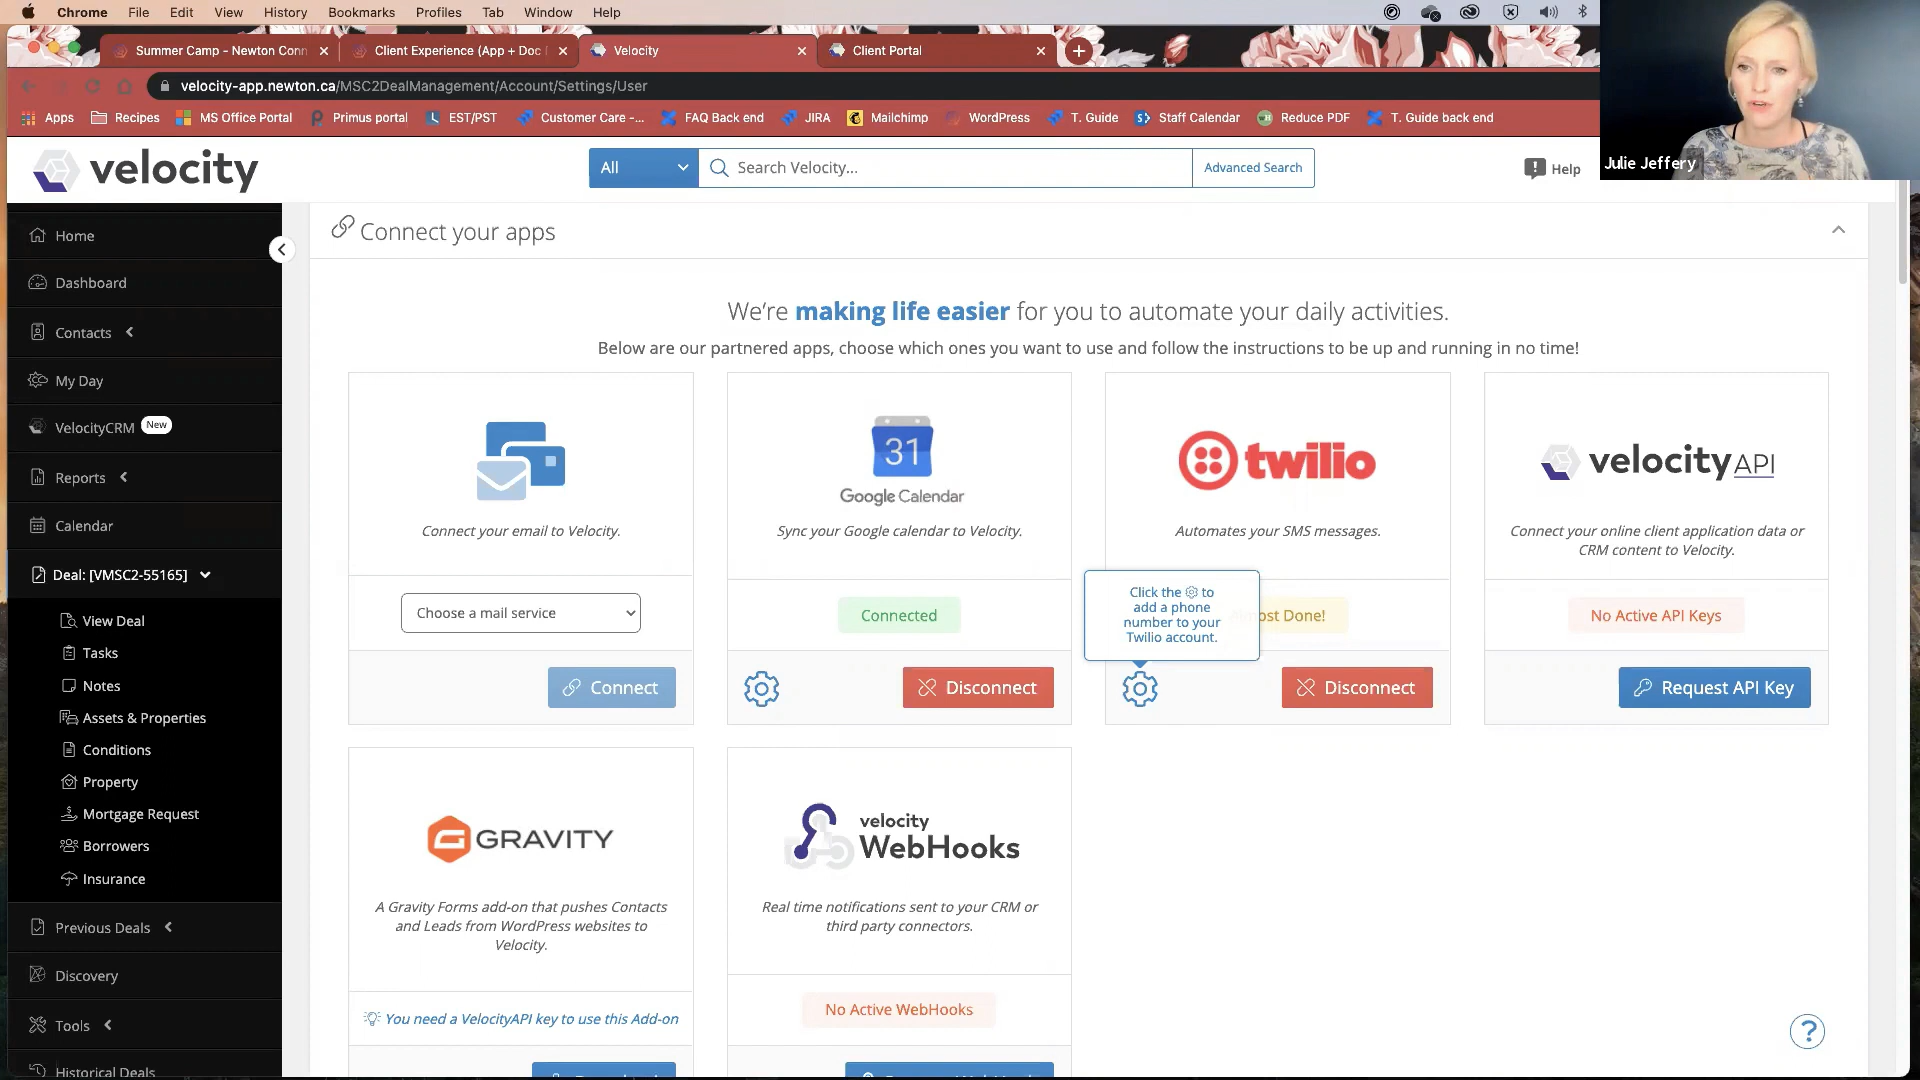 Chrome File Edit View History Bookmarks Profiles Tab Window Help
Summer Camp - Newton Conn
Client Experience (App + Doc
Velocity
Client Portal
velocity-app.newton.ca/MSC2DealManagement/Account/Settings/User
Apps Recipes MS Office Portal Primus portal EST/PST Customer Care -... FAQ Back end JIRA Mailchimp WordPress T. Guide Staff Calendar Reduce PDF T. Guide back end
Julie Jeffery
velocity
All
Search Velocity...
Advanced Search
Help
Home
Dashboard
Contacts
My Day
VelocityCRM New
Reports
Calendar
Deal: [VMSC2-55165]
View Deal
Tasks
Notes
Assets & Properties
Conditions
Property
Mortgage Request
Borrowers
Insurance
Previous Deals
Discovery
Tools
Historical Deals
Connect your apps
We're making life easier for you to automate your daily activities.
Below are our partnered apps, choose which ones you want to use and follow the instructions to be up and running in no time!
Connect your email to Velocity.
Choose a mail service
Connect
31
Google Calendar
Sync your Google calendar to Velocity.
Connected
Disconnect
twilio
Automates your SMS messages.
Click the to
add a phone
number to your
Twilio account.
Done!
Disconnect
velocity API
Connect your online client application data or
CRM content to Velocity.
No Active API Keys
Request API Key
GRAVITY
A Gravity Forms add-on that pushes Contacts
and Leads from WordPress websites to
Velocity.
You need a VelocityAPI key to use this Add-on
velocity
WebHooks
Real time notifications sent to your CRM or
third party connectors.
No Active WebHooks
?